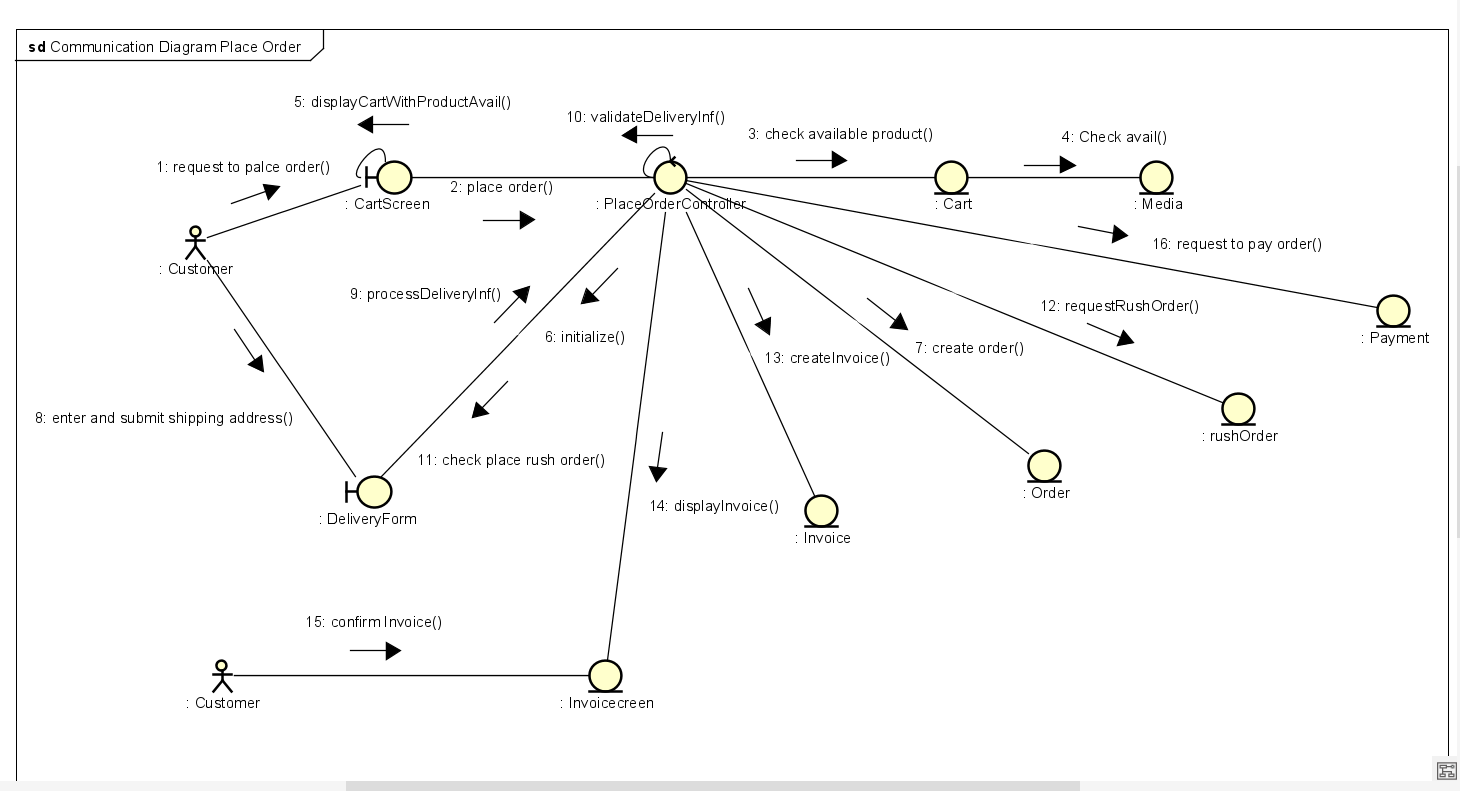 sd Communication Diagram Place Order
5: displayCartWithProductAvail()
10: validateDeliveryInf()
3: check available product()
4: Check avail()
1: request to palce order()
2: place order()
: CartScreen
: PlaceOrderController
: Cart
: Media
16: request to pay order()
: Customer
9: processDeliveryInf()
12: requestRushOrder()
6: initialize()
: Payment
13: createInvoice()
7: create order()
8: enter and submit shipping address()
: rushOrder
11: check place rush order()
: Order
14: displayInvoice()
: DeliveryForm
: Invoice
15: confirm Invoice()
: Customer
: Invoicecreen